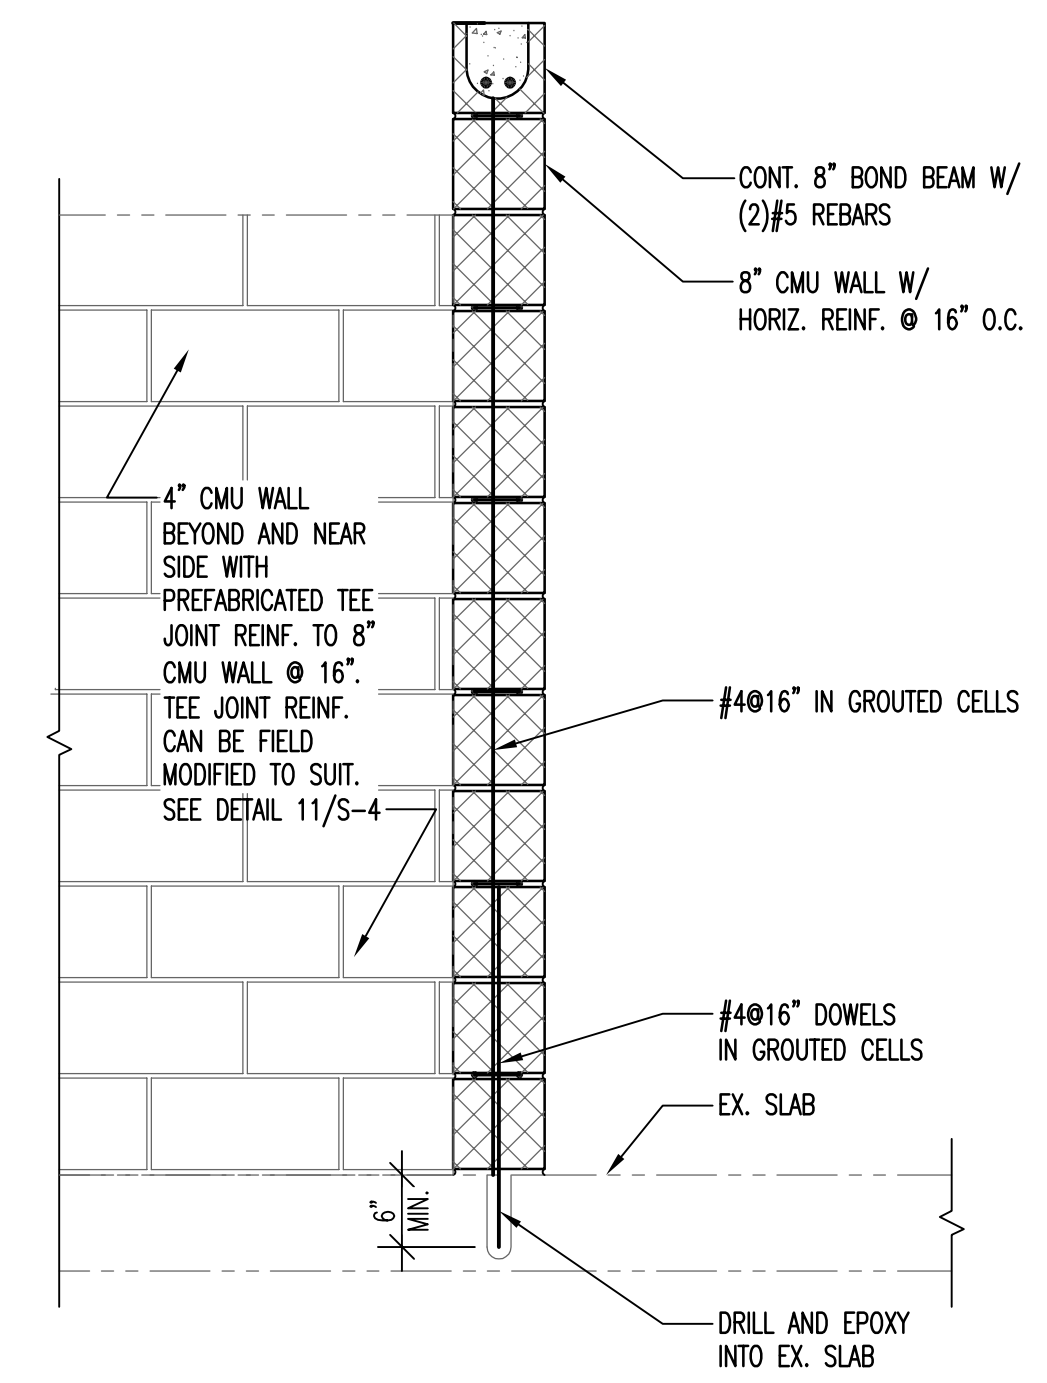 CONT. 8” BOND BEAM W/
(2)#5 REBARS
8” CMU WALL W/
HORIZ. REINF. @ 16” O.C.
4” CMU WALL
BEYOND AND NEAR
SIDE WITH
PREFABRICATED TEE
JOINT REINF. TO 8”
CMU WALL @ 16”.
TEE JOINT REINF.
CAN BE FIELD
MODIFIED TO SUIT.
SEE DETAIL 11/S-4
#4@16” IN GROUTED CELLS
#4@16” DOWELS
IN GROUTED CELLS
EX. SLAB
6”
MIN.
DRILL AND EPOXY
INTO EX. SLAB